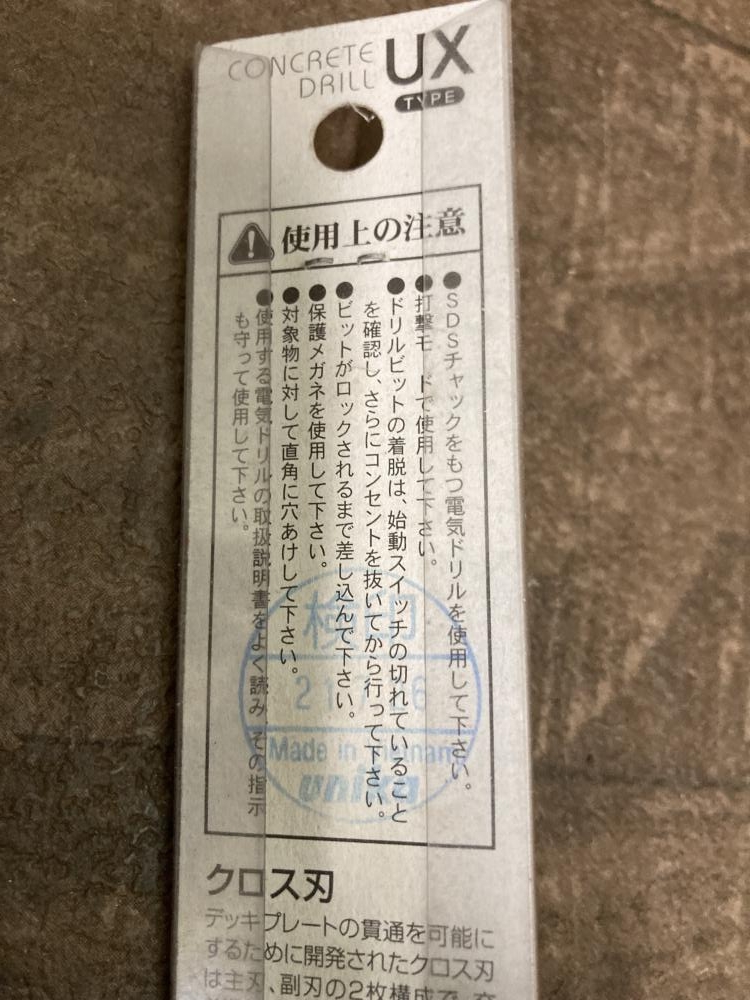 CONCRETE
DRILL
UX
TYPE
使用上の注意
●SDSチャックをもつ電気ドリルを使用して下さい。
●打撃モードで使用して下さい。
●ドリルビットの着脱は、始動スイッチの切れていること
を確認し、さらにコンセントを抜いてから行って下さい。
●ビットがロックされるまで差し込んで下さい。
●保護メガネを使用して下さい。
●対象物に対して直角に穴あけして下さい。
●使用する電気ドリルの取扱説明書をよく読み、その指示
も守って使用して下さい。
検印
Made in Vietnam
unika
クロス刃
デッキプレートの貫通を可能に
するために開発されたクロス刃
は主刃、副刃の2枚構成で、